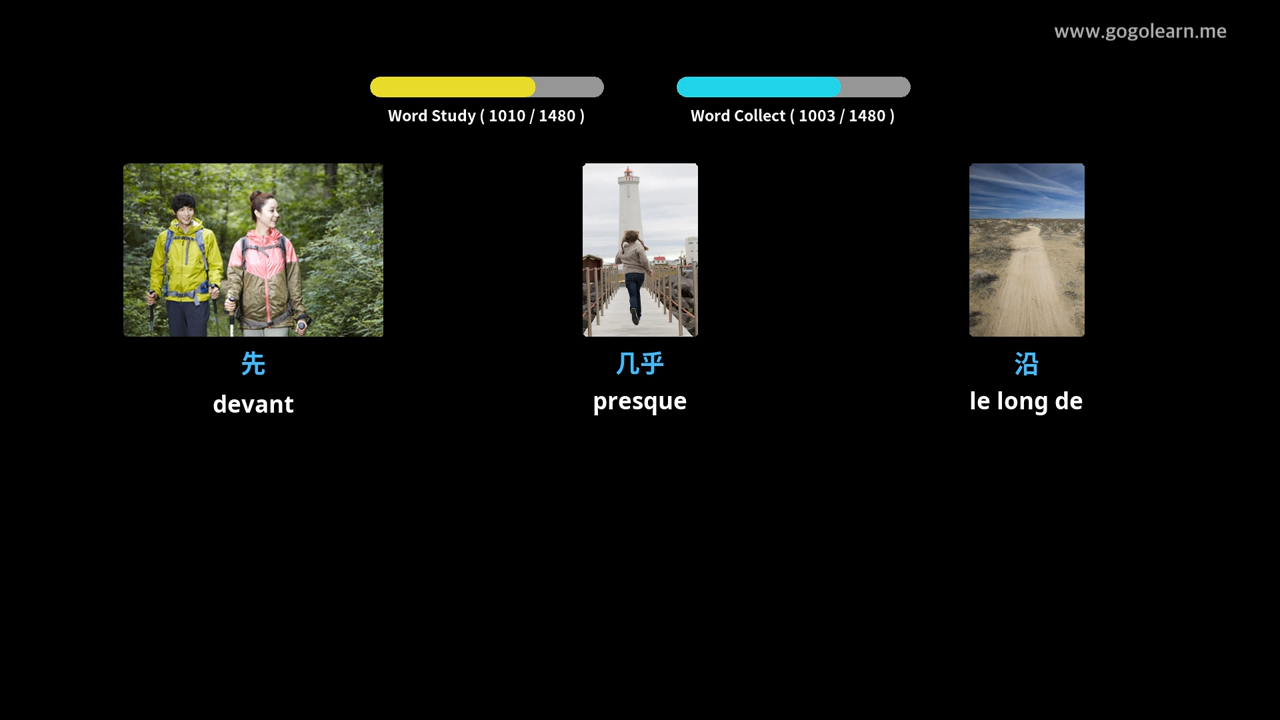 www.gogolearn.me
Word Study ( 1010 / 1480 )
Word Collect ( 1003 / 1480 )
先
devant
几乎
presque
沿
le long de